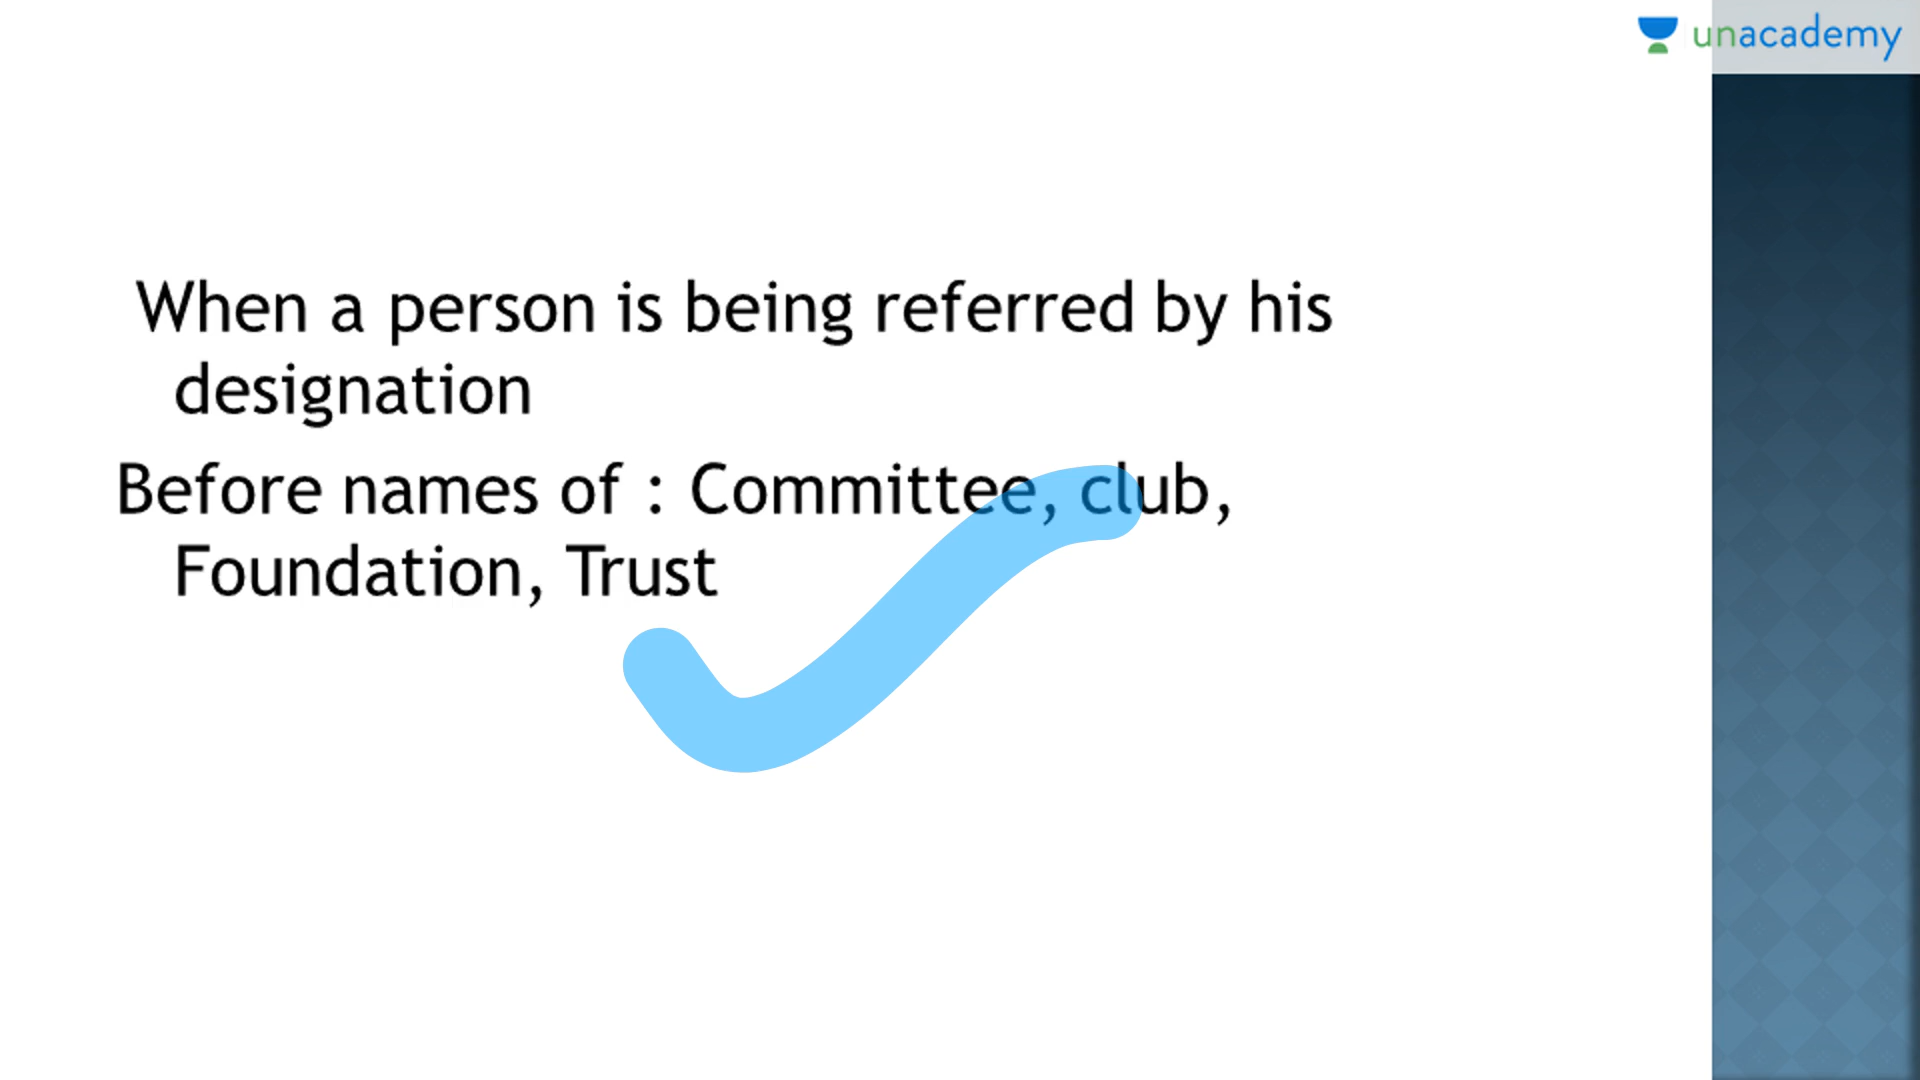 unacademy
When a person is being referred by his
designation
Before names of : Committee, club,
Foundation, Trust